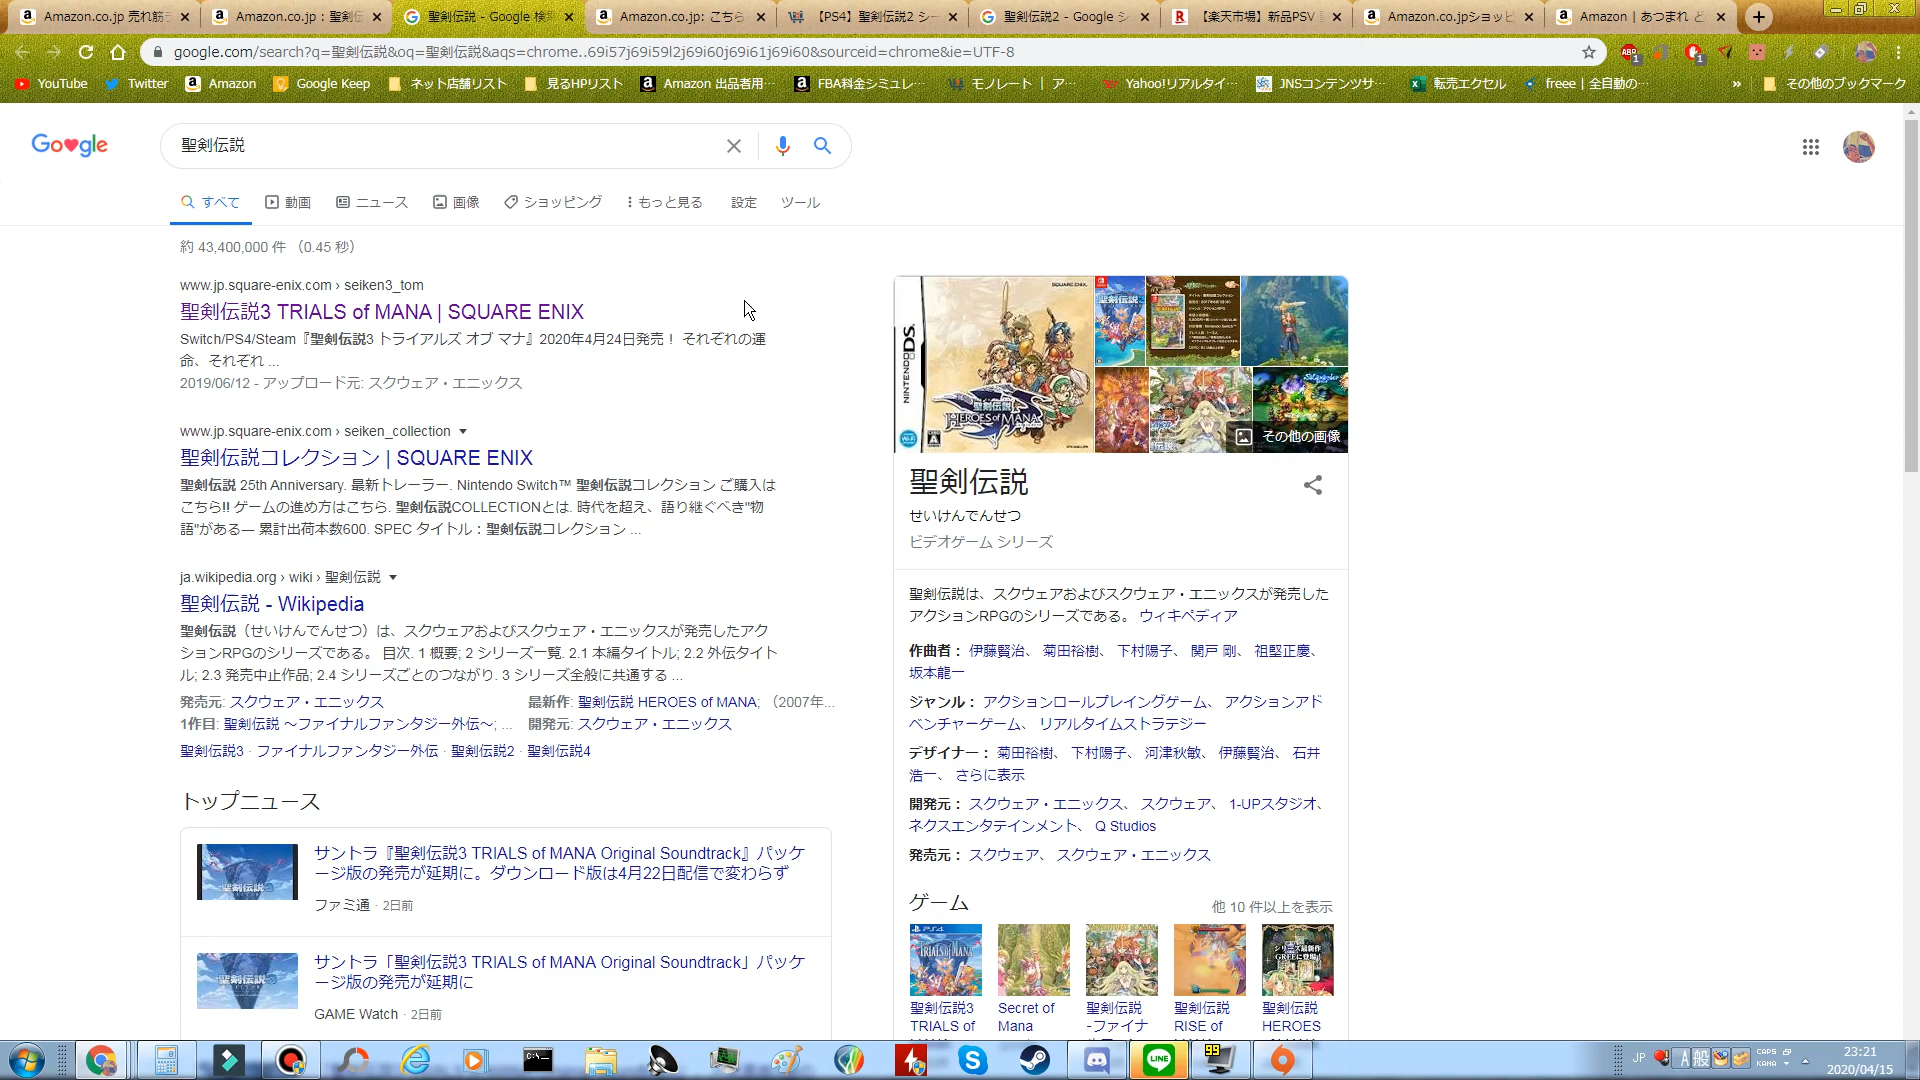 Amazon.co.jp 売れ筋ラ
Amazon.co.jp : 聖剣伝
聖剣伝説 - Google 検索
Amazon.co.jp: こちら
【PS4】聖剣伝説2 シー
聖剣伝説2 - Google シ
【楽天市場】新品PSV
Amazon.co.jpショッピ
Amazon | あつまれ ど
google.com/search?q=聖剣伝説&oq=聖剣伝説&aqs=chrome..69i57j69i59l2j69i60j69i61j69i60&sourceid=chrome&ie=UTF-8
YouTube
Twitter
Amazon
Google Keep
ネット店舗リスト
見るHPリスト
Amazon 出品者用…
FBA料金シミュレ…
モノレート | ア…
Yahoo!リアルタイ…
JNSコンテンツサ…
転売エクセル
freee | 全自動の…
»
その他のブックマーク
Google
聖剣伝説
すべて
動画
ニュース
画像
ショッピング
もっと見る
設定
ツール
約 43,400,000 件 （0.45 秒）
www.jp.square-enix.com › seiken3_tom
聖剣伝説3 TRIALS of MANA | SQUARE ENIX
Switch/PS4/Steam『聖剣伝説3 トライアルズ オブ マナ』2020年4月24日発売！ それぞれの運
命、それぞれ ...
2019/06/12 - アップロード元: スクウェア・エニックス
www.jp.square-enix.com › seiken_collection
聖剣伝説コレクション | SQUARE ENIX
聖剣伝説 25th Anniversary. 最新トレーラー. Nintendo Switch™ 聖剣伝説コレクション ご購入は
こちら!! ゲームの進め方はこちら. 聖剣伝説COLLECTIONとは. 時代を超え、語り継ぐべき"物
語"がある— 累計出荷本数600. SPEC タイトル：聖剣伝説コレクション ...
ja.wikipedia.org › wiki › 聖剣伝説
聖剣伝説 - Wikipedia
聖剣伝説（せいけんでんせつ）は、スクウェアおよびスクウェア・エニックスが発売したアク
ションRPGのシリーズである。 目次. 1 概要; 2 シリーズ一覧. 2.1 本編タイトル; 2.2 外伝タイト
ル; 2.3 発売中止作品; 2.4 シリーズごとのつながり. 3 シリーズ全般に共通する ...
発売元: スクウェア・エニックス
最新作: 聖剣伝説 HEROES of MANA; （2007年...
1作目: 聖剣伝説 〜ファイナルファンタジー外伝〜; ...
開発元: スクウェア・エニックス
聖剣伝説3 · ファイナルファンタジー外伝 · 聖剣伝説2 · 聖剣伝説4
トップニュース
サントラ『聖剣伝説3 TRIALS of MANA Original Soundtrack』パッケ
ージ版の発売が延期に。ダウンロード版は4月22日配信で変わらず
ファミ通 · 2日前
サントラ「聖剣伝説3 TRIALS of MANA Original Soundtrack」パッケ
ージ版の発売が延期に
GAME Watch · 2日前
NINTENDO DS
SQUARE ENIX
聖剣伝説
HEROES of MANA
その他の画像
聖剣伝説
せいけんでんせつ
ビデオゲーム シリーズ
聖剣伝説は、スクウェアおよびスクウェア・エニックスが発売した
アクションRPGのシリーズである。 ウィキペディア
作曲者： 伊藤賢治、 菊田裕樹、 下村陽子、 関戸 剛、 祖堅正慶、
坂本龍一
ジャンル： アクションロールプレイングゲーム、 アクションアド
ベンチャーゲーム、 リアルタイムストラテジー
デザイナー： 菊田裕樹、 下村陽子、 河津秋敏、 伊藤賢治、 石井
浩一、 さらに表示
開発元： スクウェア・エニックス、 スクウェア、 1-UPスタジオ、
ネクスエンタテインメント、 Q Studios
発売元： スクウェア、 スクウェア・エニックス
ゲーム
他 10 件以上を表示
聖剣伝説3
TRIALS of
Secret of
Mana
聖剣伝説
-ファイナ
聖剣伝説
RISE of
聖剣伝説
HEROES
JP
CAPS
KANA
23:21
2020/04/15